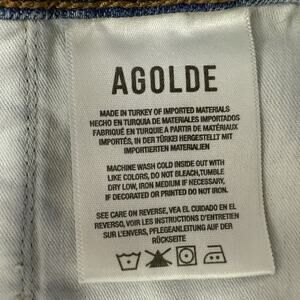 AGOLDE
MADE IN TURKEY OF IMPORTED MATERIALS
HECHO EN TURQUIA DE MATERIALES IMPORTADOS
FABRIQUÉ EN TURQUIE A PARTIR DE MATÉRIAUX
IMPORTÉS, IN DER TÜRKEI HERGESTELLT MIT
IMPORTIERTEN MATERIALIEN
MACHINE WASH COLD INSIDE OUT WITH
LIKE COLORS, DO NOT BLEACH,TUMBLE
DRY LOW, IRON MEDIUM IF NECESSARY,
IF DECORATED OR PRINTED DO NOT IRON.
SEE CARE ON REVERSE, VEA EL CUIDADO EN EL
REVERSO, VOIR LES INSTRUCTIONS D'ENTRETIEN
SUR L'ENVERS, PFLEGEANLEITUNG AUF DER
RÜCKSEITE